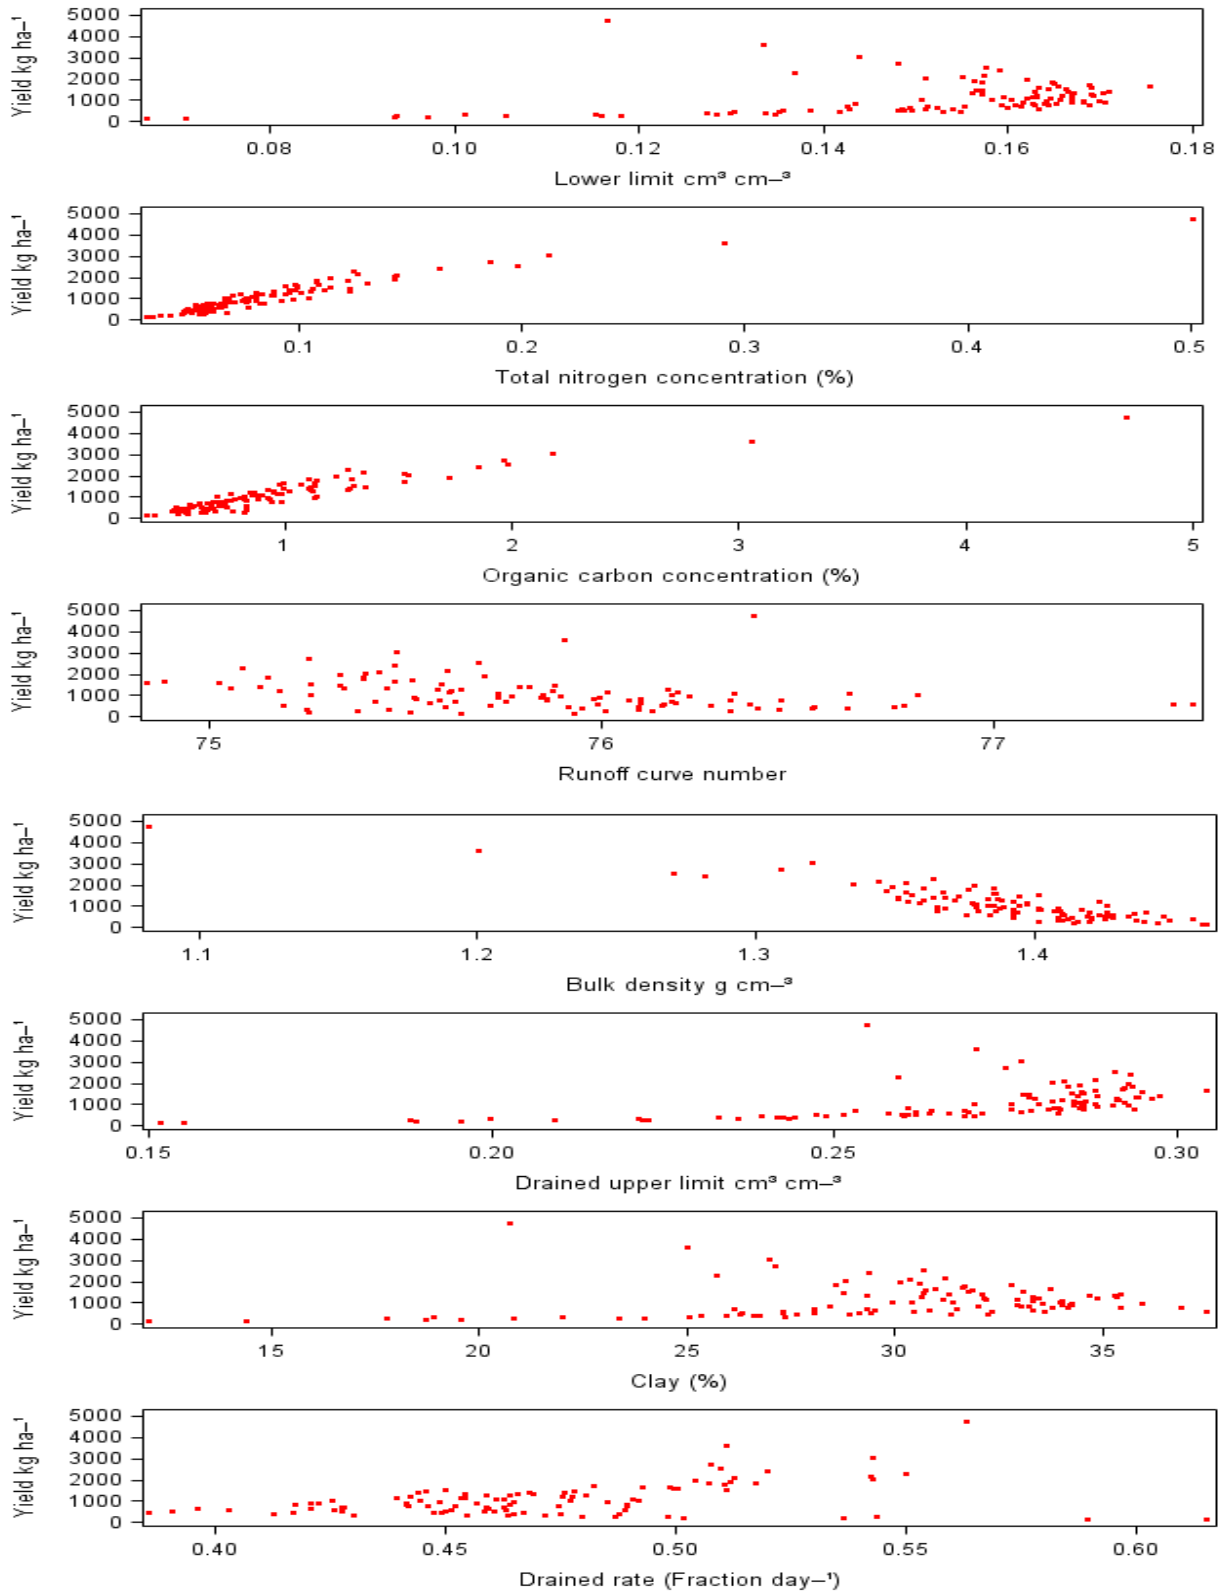 Yield kg ha–¹
5000
4000
3000
2000
1000
0
0.08 0.10 0.12 0.14 0.16 0.18
Lower limit cm³ cm–³
Yield kg ha–¹
5000
4000
3000
2000
1000
0
0.1 0.2 0.3 0.4 0.5
Total nitrogen concentration (%)
Yield kg ha–¹
5000
4000
3000
2000
1000
0
1 2 3 4 5
Organic carbon concentration (%)
Yield kg ha–¹
5000
4000
3000
2000
1000
0
75 76 77
Runoff curve number
Yield kg ha–¹
5000
4000
3000
2000
1000
0
1.1 1.2 1.3 1.4
Bulk density g cm–³
Yield kg ha–¹
5000
4000
3000
2000
1000
0
0.15 0.20 0.25 0.30
Drained upper limit cm³ cm–³
Yield kg ha–¹
5000
4000
3000
2000
1000
0
15 20 25 30 35
Clay (%)
Yield kg ha–¹
5000
4000
3000
2000
1000
0
0.40 0.45 0.50 0.55 0.60
Drained rate (Fraction day–¹)